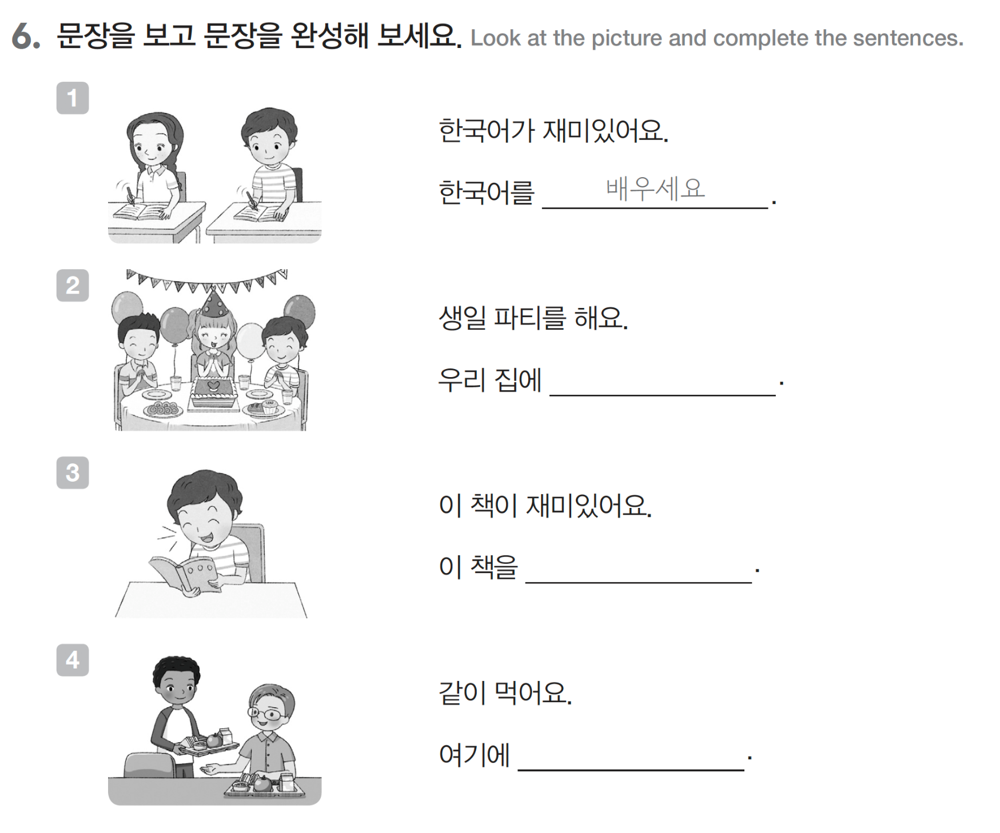 6. 문장을 보고 문장을 완성해 보세요. Look at the picture and complete the sentences.
1
한국어가 재미있어요.
한국어를 배우세요.
2
생일 파티를 해요.
우리 집에 .
3
이 책이 재미있어요.
이 책을 .
4
같이 먹어요.
여기에 .